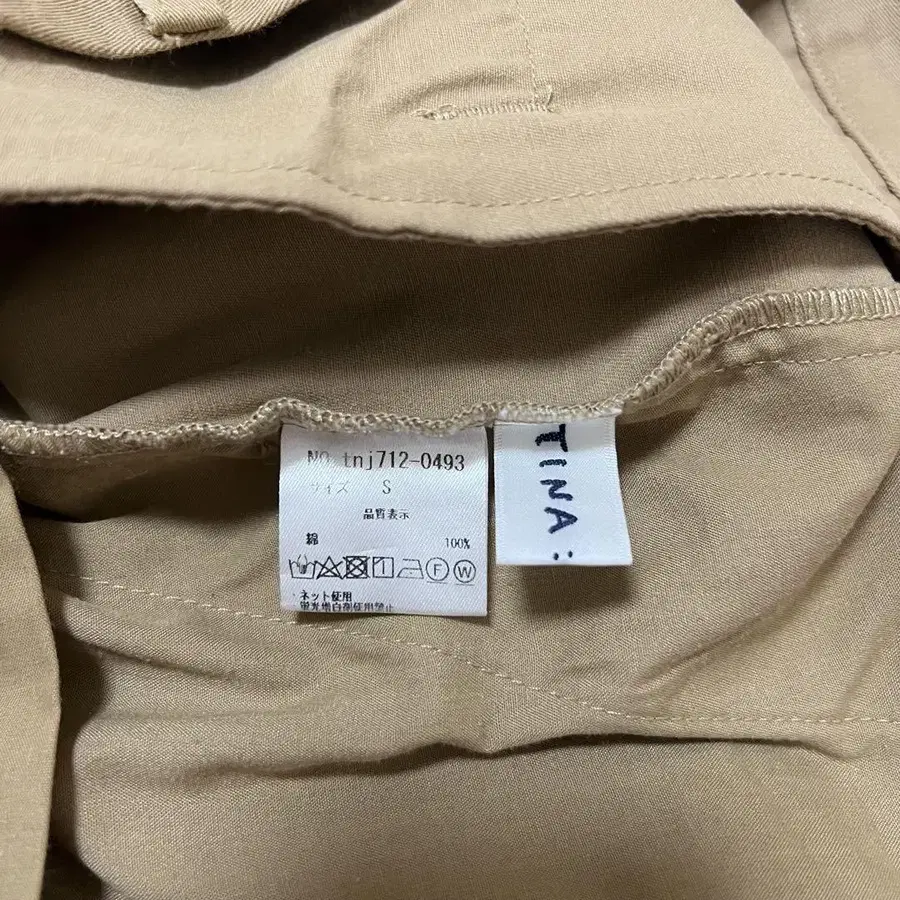 NO tnj712-0493
サイズ S
品質表示
綿 100%
F W
・ネット使用
蛍光増白剤使用禁止
TINA: